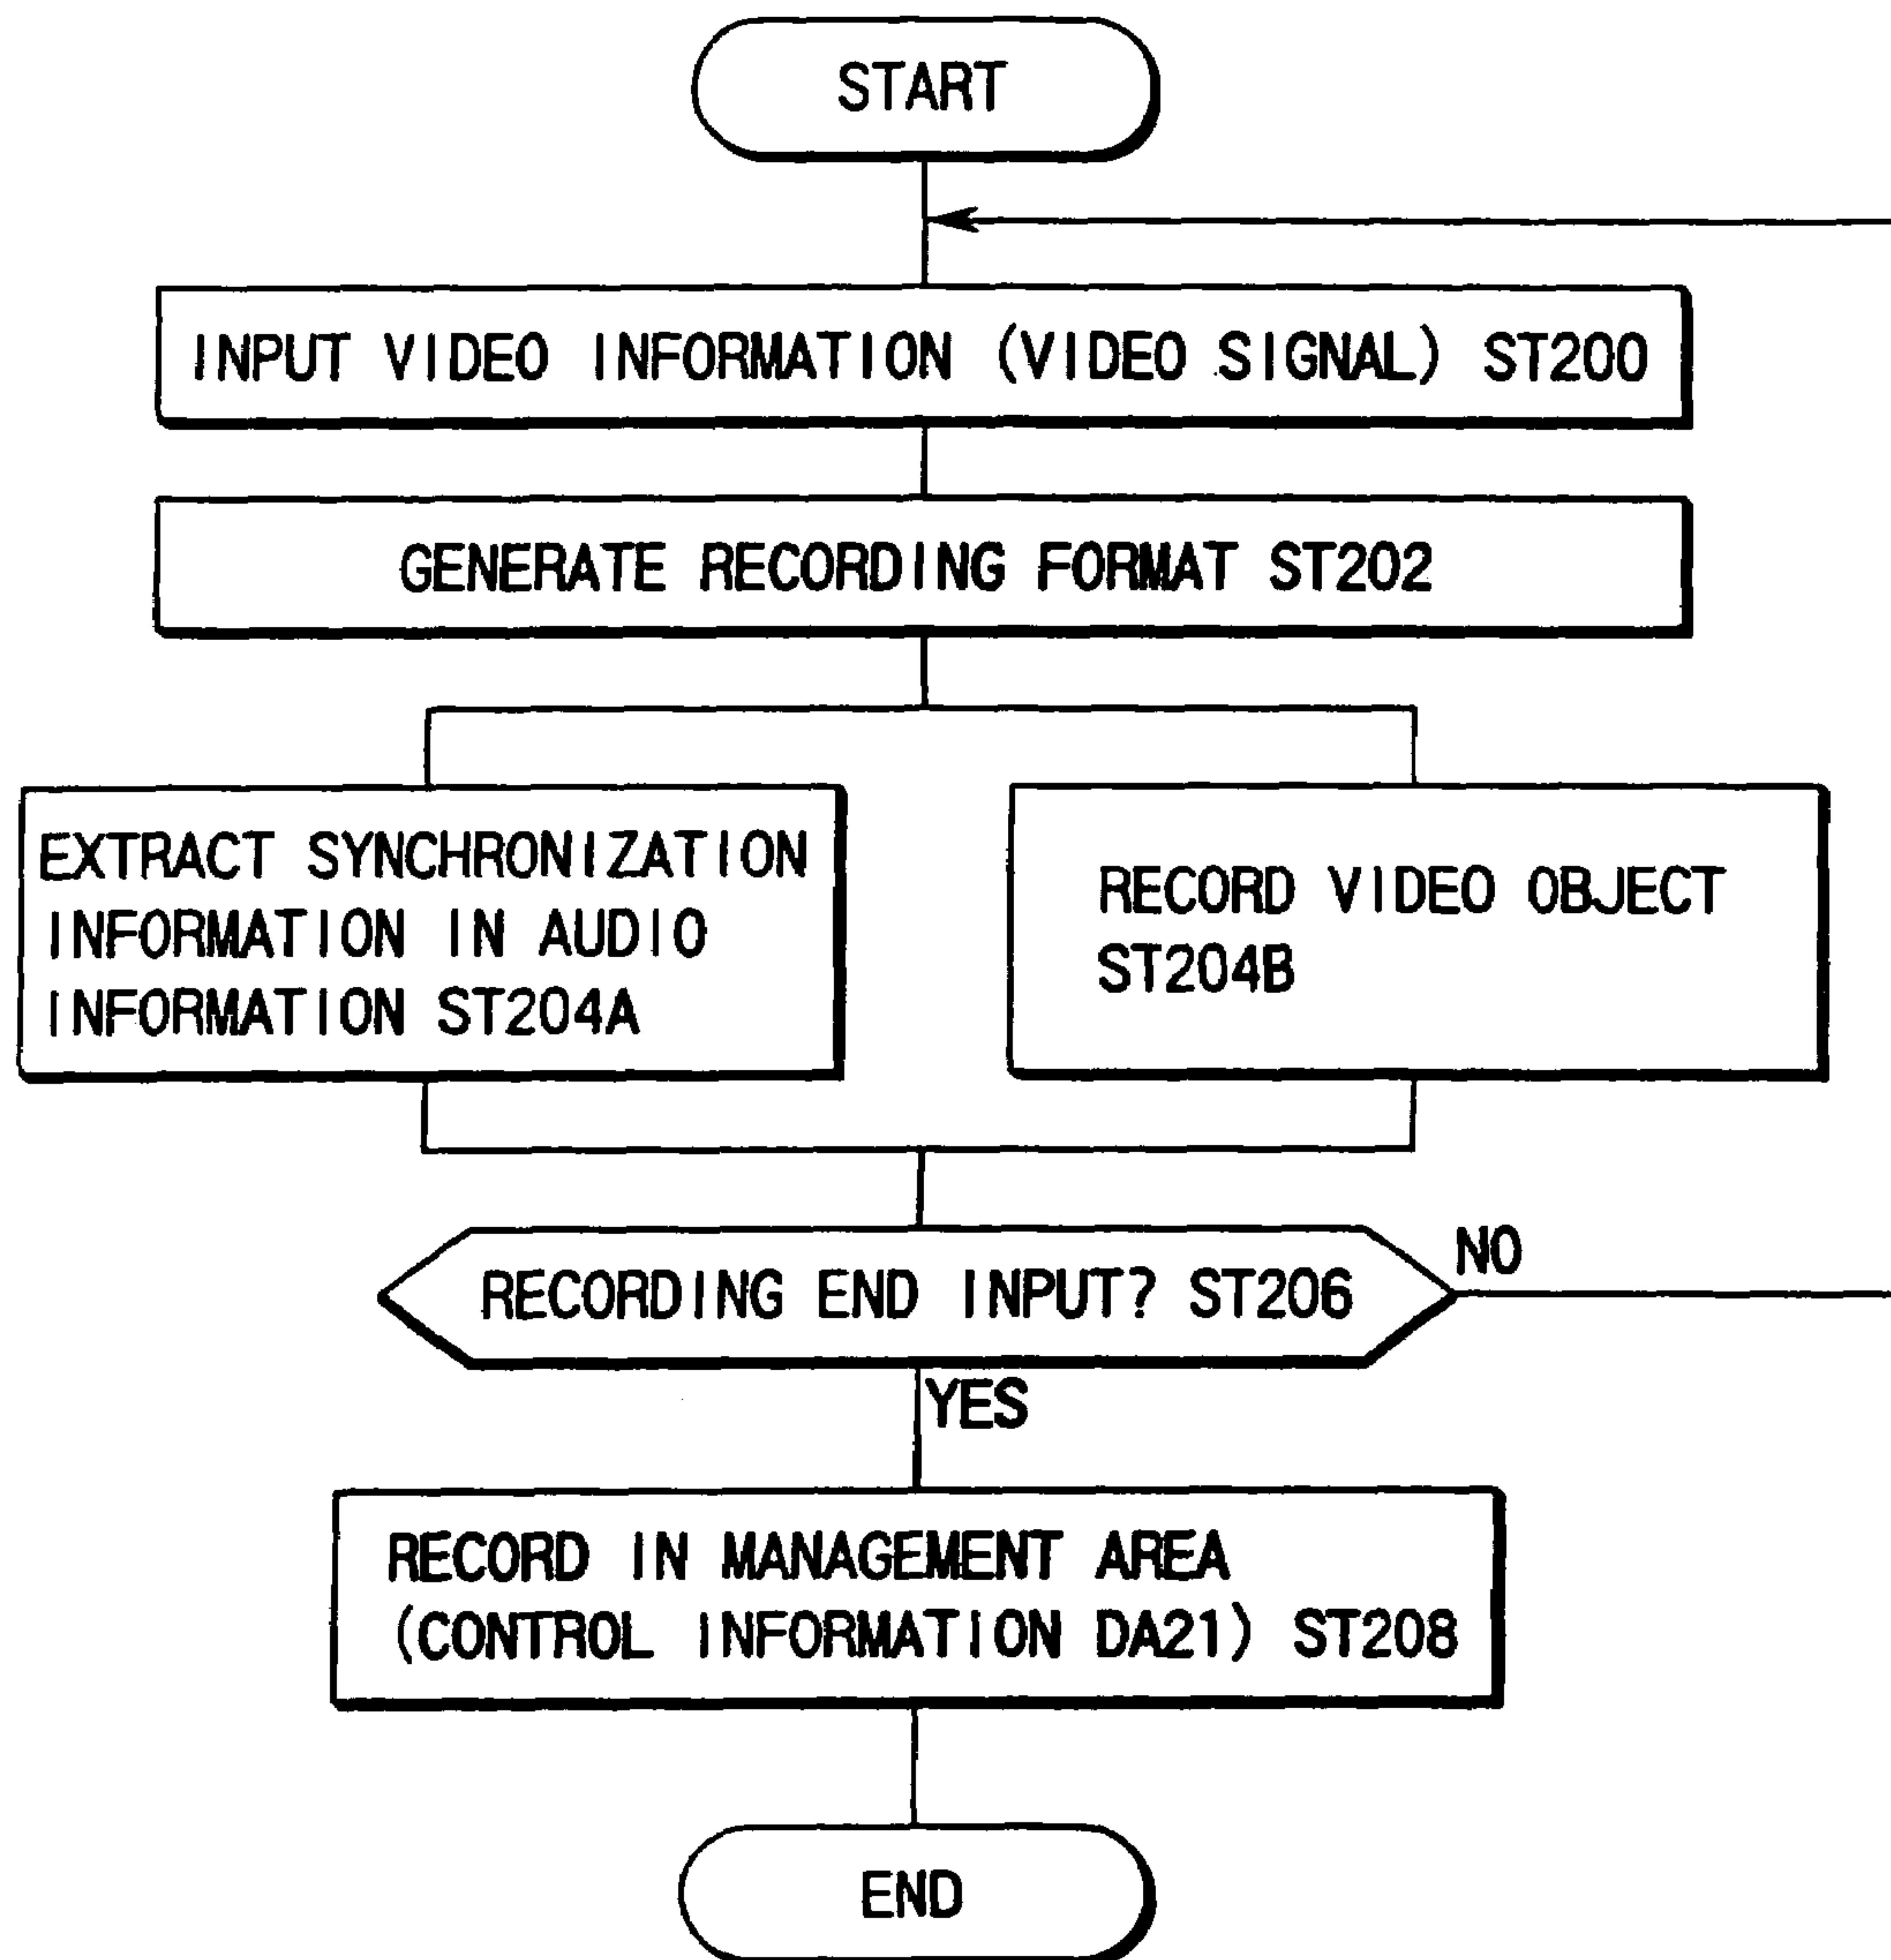 START
INPUT VIDEO INFORMATION (VIDEO SIGNAL) ST200
GENERATE RECORDING FORMAT ST202
EXTRACT SYNCHRONIZATION
INFORMATION IN AUDIO
INFORMATION ST204A
RECORD VIDEO OBJECT
ST204B
RECORDING END INPUT? ST206
NO
YES
RECORD IN MANAGEMENT AREA
(CONTROL INFORMATION DA21) ST208
END